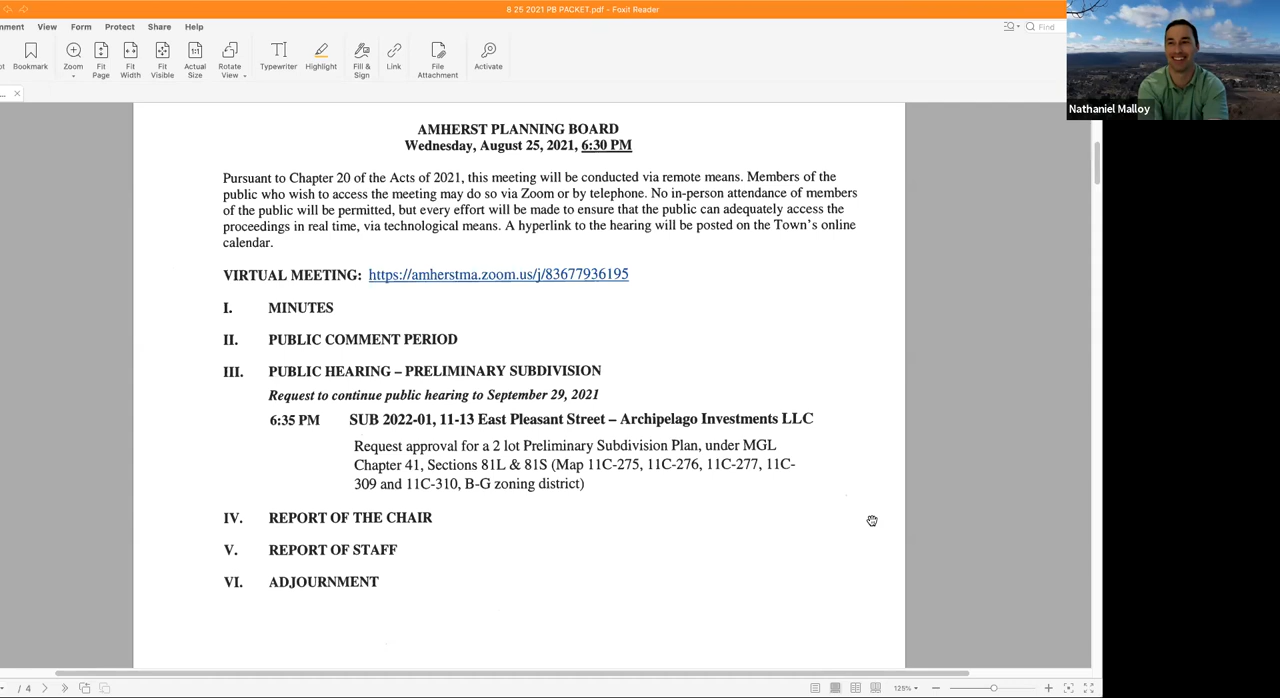 8 25 2021 PB PACKET.pdf - Foxit Reader
nment View Form Protect Share Help
Find
Bookmark
Zoom
Fit Page
Fit Width
Fit Visible
Actual Size
Rotate View
Typewriter
Highlight
Fill & Sign
Link
File Attachment
Activate
Nathaniel Malloy
AMHERST PLANNING BOARD
Wednesday, August 25, 2021, 6:30 PM
Pursuant to Chapter 20 of the Acts of 2021, this meeting will be conducted via remote means. Members of the
public who wish to access the meeting may do so via Zoom or by telephone. No in-person attendance of members
of the public will be permitted, but every effort will be made to ensure that the public can adequately access the
proceedings in real time, via technological means. A hyperlink to the hearing will be posted on the Town's online
calendar.
VIRTUAL MEETING: https://amherstma.zoom.us/j/83677936195
I. MINUTES
II. PUBLIC COMMENT PERIOD
III. PUBLIC HEARING – PRELIMINARY SUBDIVISION
Request to continue public hearing to September 29, 2021
6:35 PM SUB 2022-01, 11-13 East Pleasant Street – Archipelago Investments LLC
Request approval for a 2 lot Preliminary Subdivision Plan, under MGL
Chapter 41, Sections 81L & 81S (Map 11C-275, 11C-276, 11C-277, 11C-
309 and 11C-310, B-G zoning district)
IV. REPORT OF THE CHAIR
V. REPORT OF STAFF
VI. ADJOURNMENT
/ 4
125%